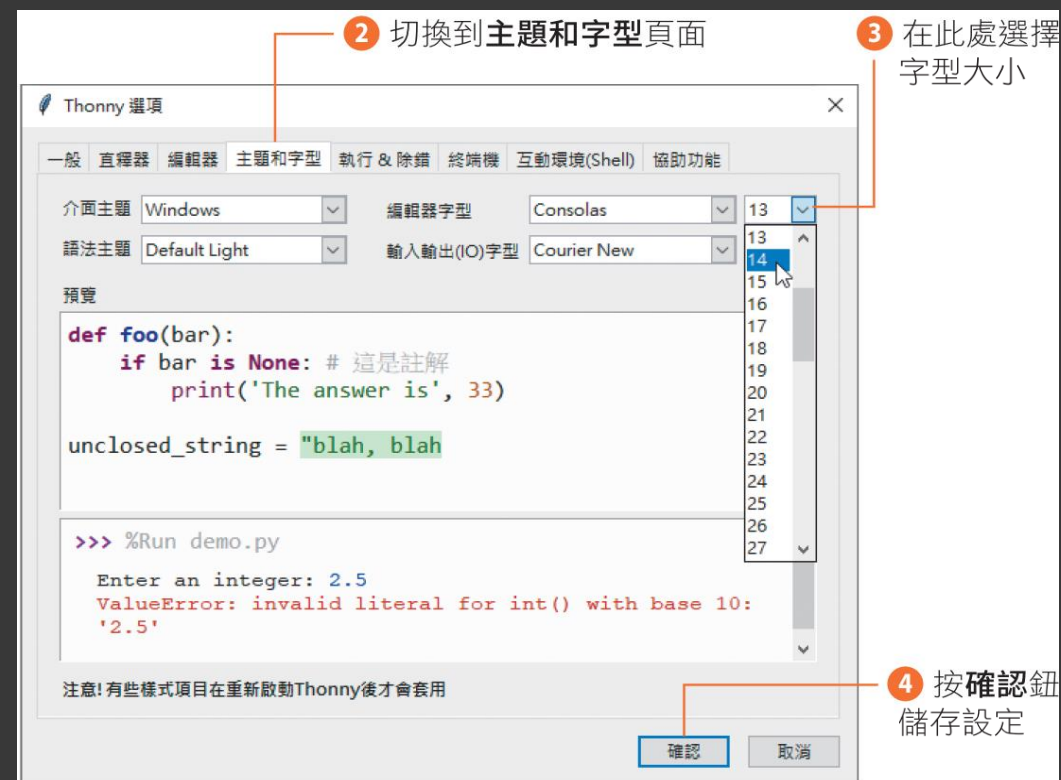 2 切換到主題和字型頁面
3 在此處選擇
字型大小
Thonny 選項
一般 直譯器 編輯器 主題和字型 執行 & 除錯 終端機 互動環境(Shell) 協助功能
介面主題 Windows 編輯器字型 Consolas 13
語法主題 Default Light 輸入輸出(IO)字型 Courier New
13
14
15
16
17
18
19
20
21
22
23
24
25
26
27
預覽
def foo(bar):
    if bar is None: # 這是註解
        print('The answer is', 33)
unclosed_string = "blah, blah
>>> %Run demo.py
Enter an integer: 2.5
ValueError: invalid literal for int() with base 10:
'2.5'
注意! 有些樣式項目在重新啟動Thonny後才會套用
4 按確認鈕
儲存設定
確認 取消